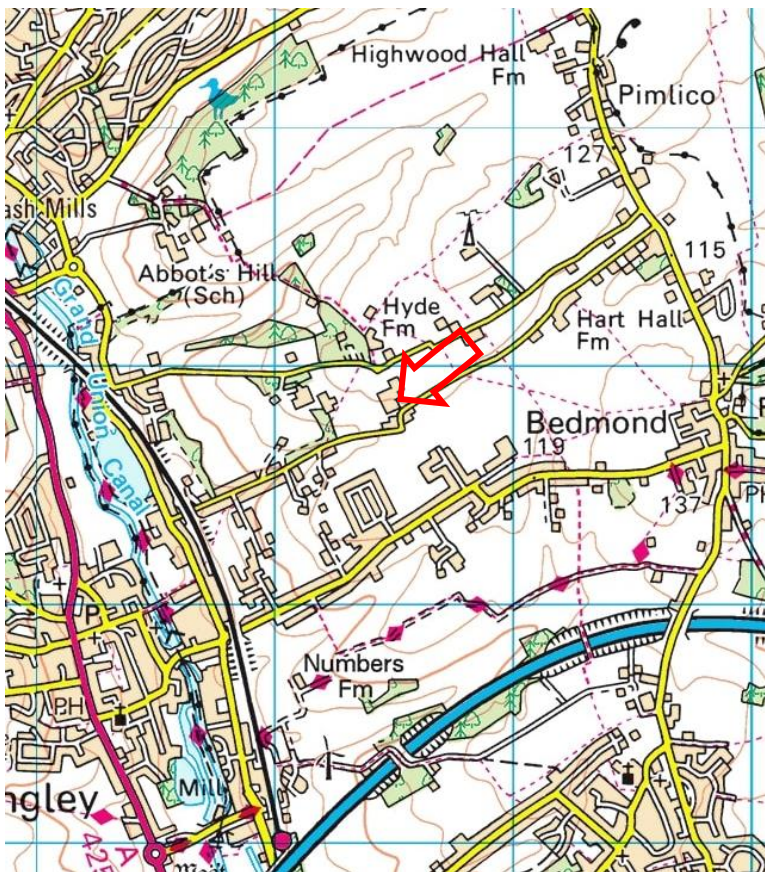 Highwood Hall
Fm
Pimlico
127
ash Mills
115
Abbot's Hill
(Sch)
Hyde
Fm
Hart Hall
Fm
Grand
Union
Canal
Bedmond
119
PH
137
P
Numbers
Fm
PH
Mill
ngley
A